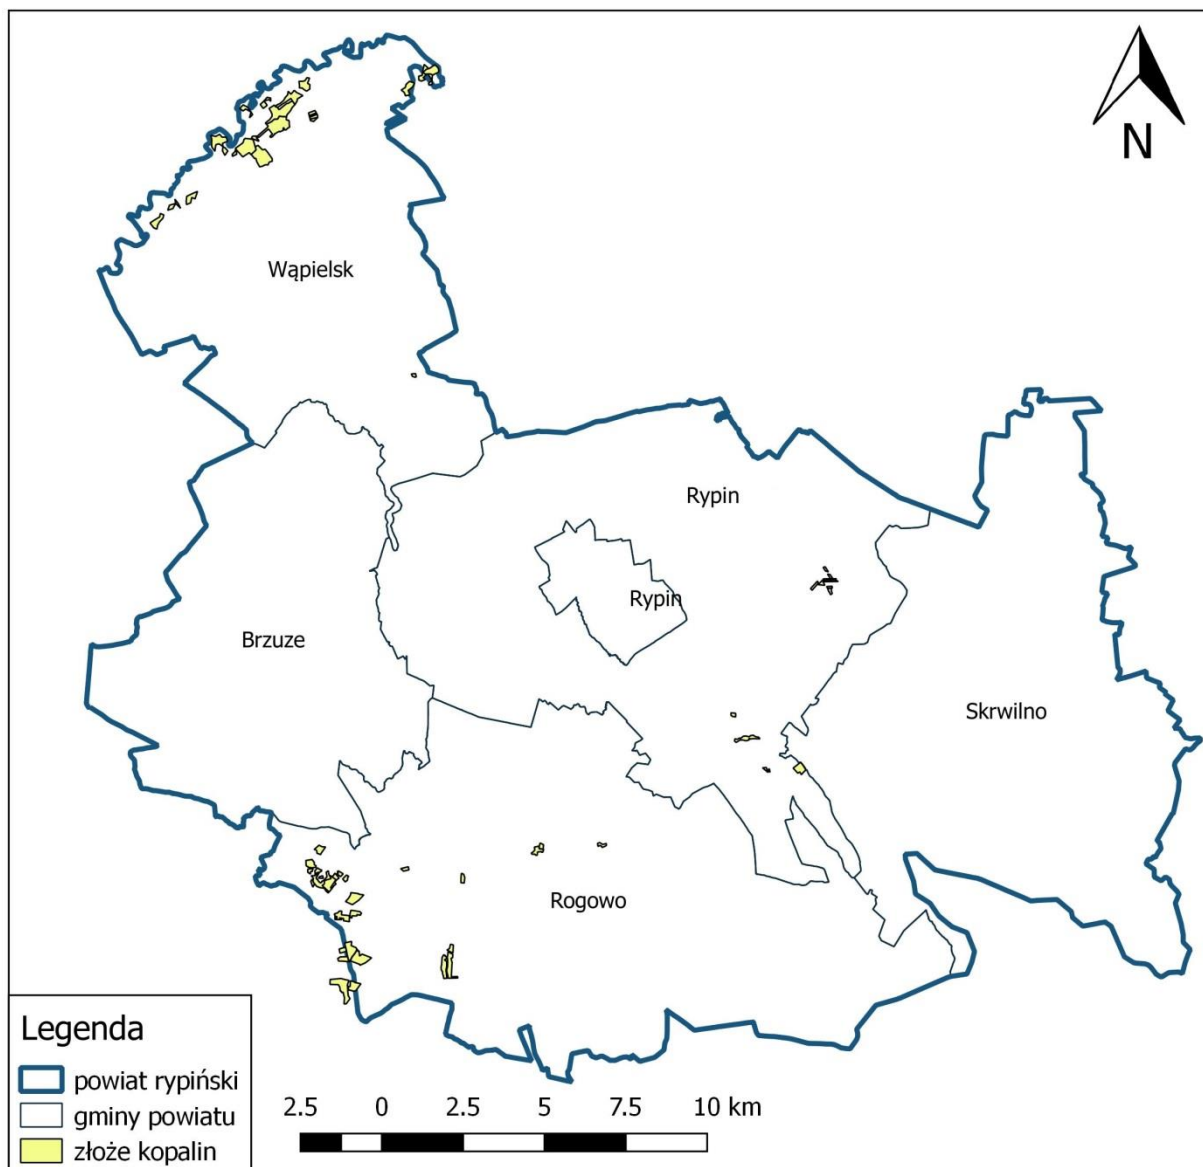 N
Wąpielsk
Rypin
Rypin
Brzuze
Skrwilno
Rogowo
Legenda
powiat rypiński
gminy powiatu
złoże kopalin
2.5 0 2.5 5 7.5 10 km